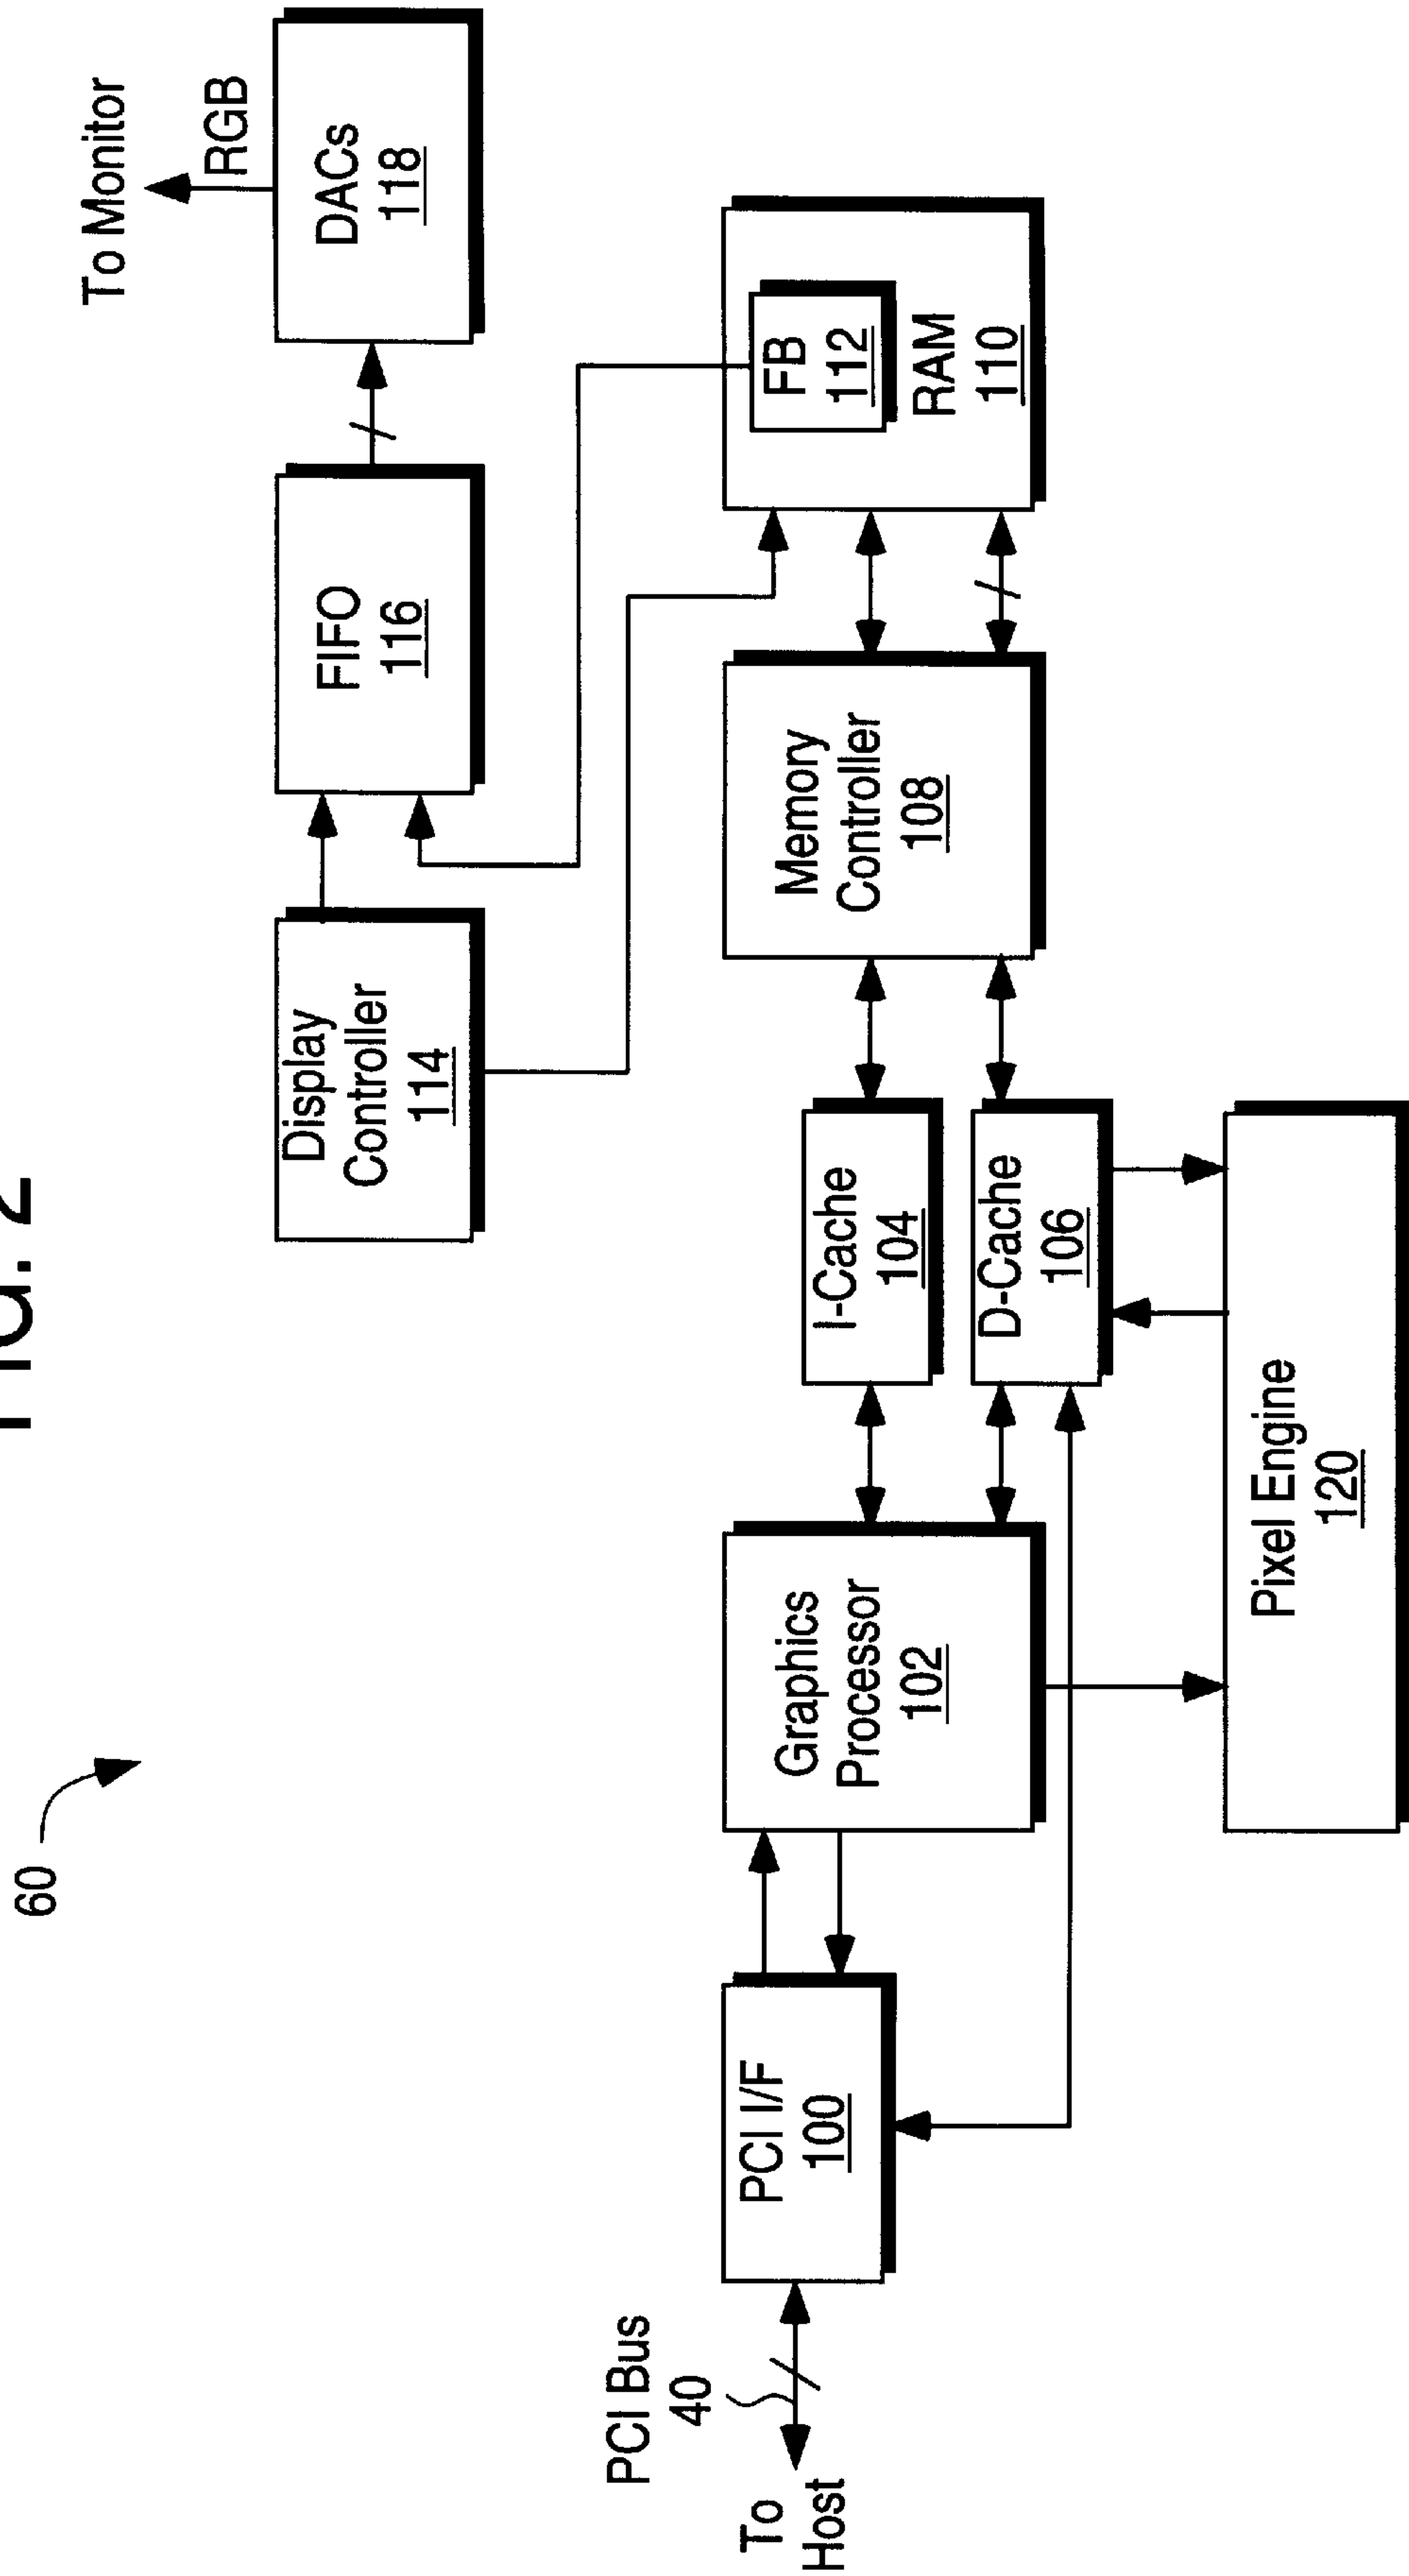 FIG. 2
60
To Monitor
RGB
Display
Controller
114
FIFO
116
DACs
118
PCI Bus
40
To
Host
PCI I/F
100
Graphics
Processor
102
I-Cache
104
D-Cache
106
Memory
Controller
108
FB
112
RAM
110
Pixel Engine
120